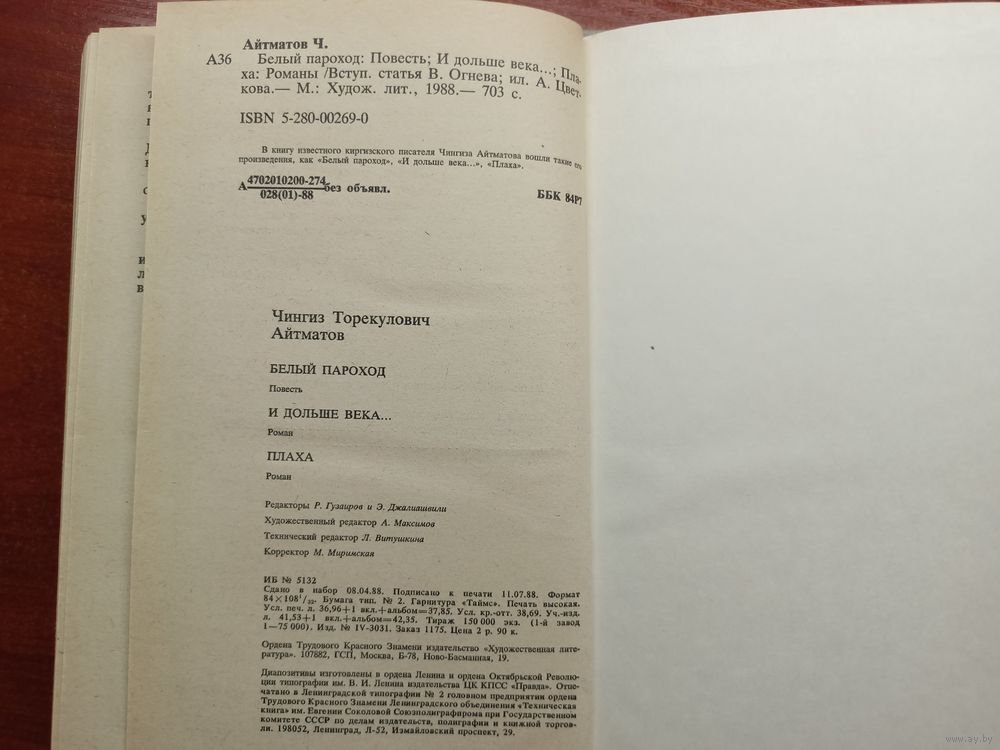 Айтматов Ч.
А36 Белый пароход: Повесть; И дольше века...; Пла-
ха: Романы /Вступ. статья В. Огнева; ил. А. Цвет-
кова.— М.: Худож. лит., 1988.— 703 с.
ISBN 5-280-00269-0
В книгу известного киргизского писателя Чингиза Айтматова вошли такие его
произведения, как «Белый пароход», «И дольше века...», «Плаха».
А 4702010200-274 без объявл.
028(01)-88
ББК 84Р7
Чингиз Торекулович
Айтматов
БЕЛЫЙ ПАРОХОД
Повесть
И ДОЛЬШЕ ВЕКА...
Роман
ПЛАХА
Роман
Редакторы Р. Гузаиров и Э. Джалиашвили
Художественный редактор А. Максимов
Технический редактор Л. Витушкина
Корректор М. Миримская
ИБ № 5132
Сдано в набор 08.04.88. Подписано к печати 11.07.88. Формат
84×108¹/₃₂. Бумага тип. № 2. Гарнитура «Таймс». Печать высокая.
Усл. печ. л. 36,96+1 вкл.+альбом=37,85. Усл. кр.-отт. 38,69. Уч.-изд.
л. 41,53+1 вкл.+альбом=42,35. Тираж 150 000 экз. (1-й завод
1—75 000). Изд. № IV-3031. Заказ 1175. Цена 2 р. 90 к.
Ордена Трудового Красного Знамени издательство «Художественная лите-
ратура». 107882, ГСП, Москва, Б-78, Ново-Басманная, 19.
Диапозитивы изготовлены в ордена Ленина и ордена Октябрьской Револю-
ции типографии им. В. И. Ленина издательства ЦК КПСС «Правда». Отпе-
чатано в Ленинградской типографии № 2 головном предприятии ордена
Трудового Красного Знамени Ленинградского объединения «Техническая
книга» им. Евгении Соколовой Союзполиграфпрома при Государственном
комитете СССР по делам издательств, полиграфии и книжной торгов-
ли. 198052, Ленинград, Л-52, Измайловский проспект, 29.
www.ay.by